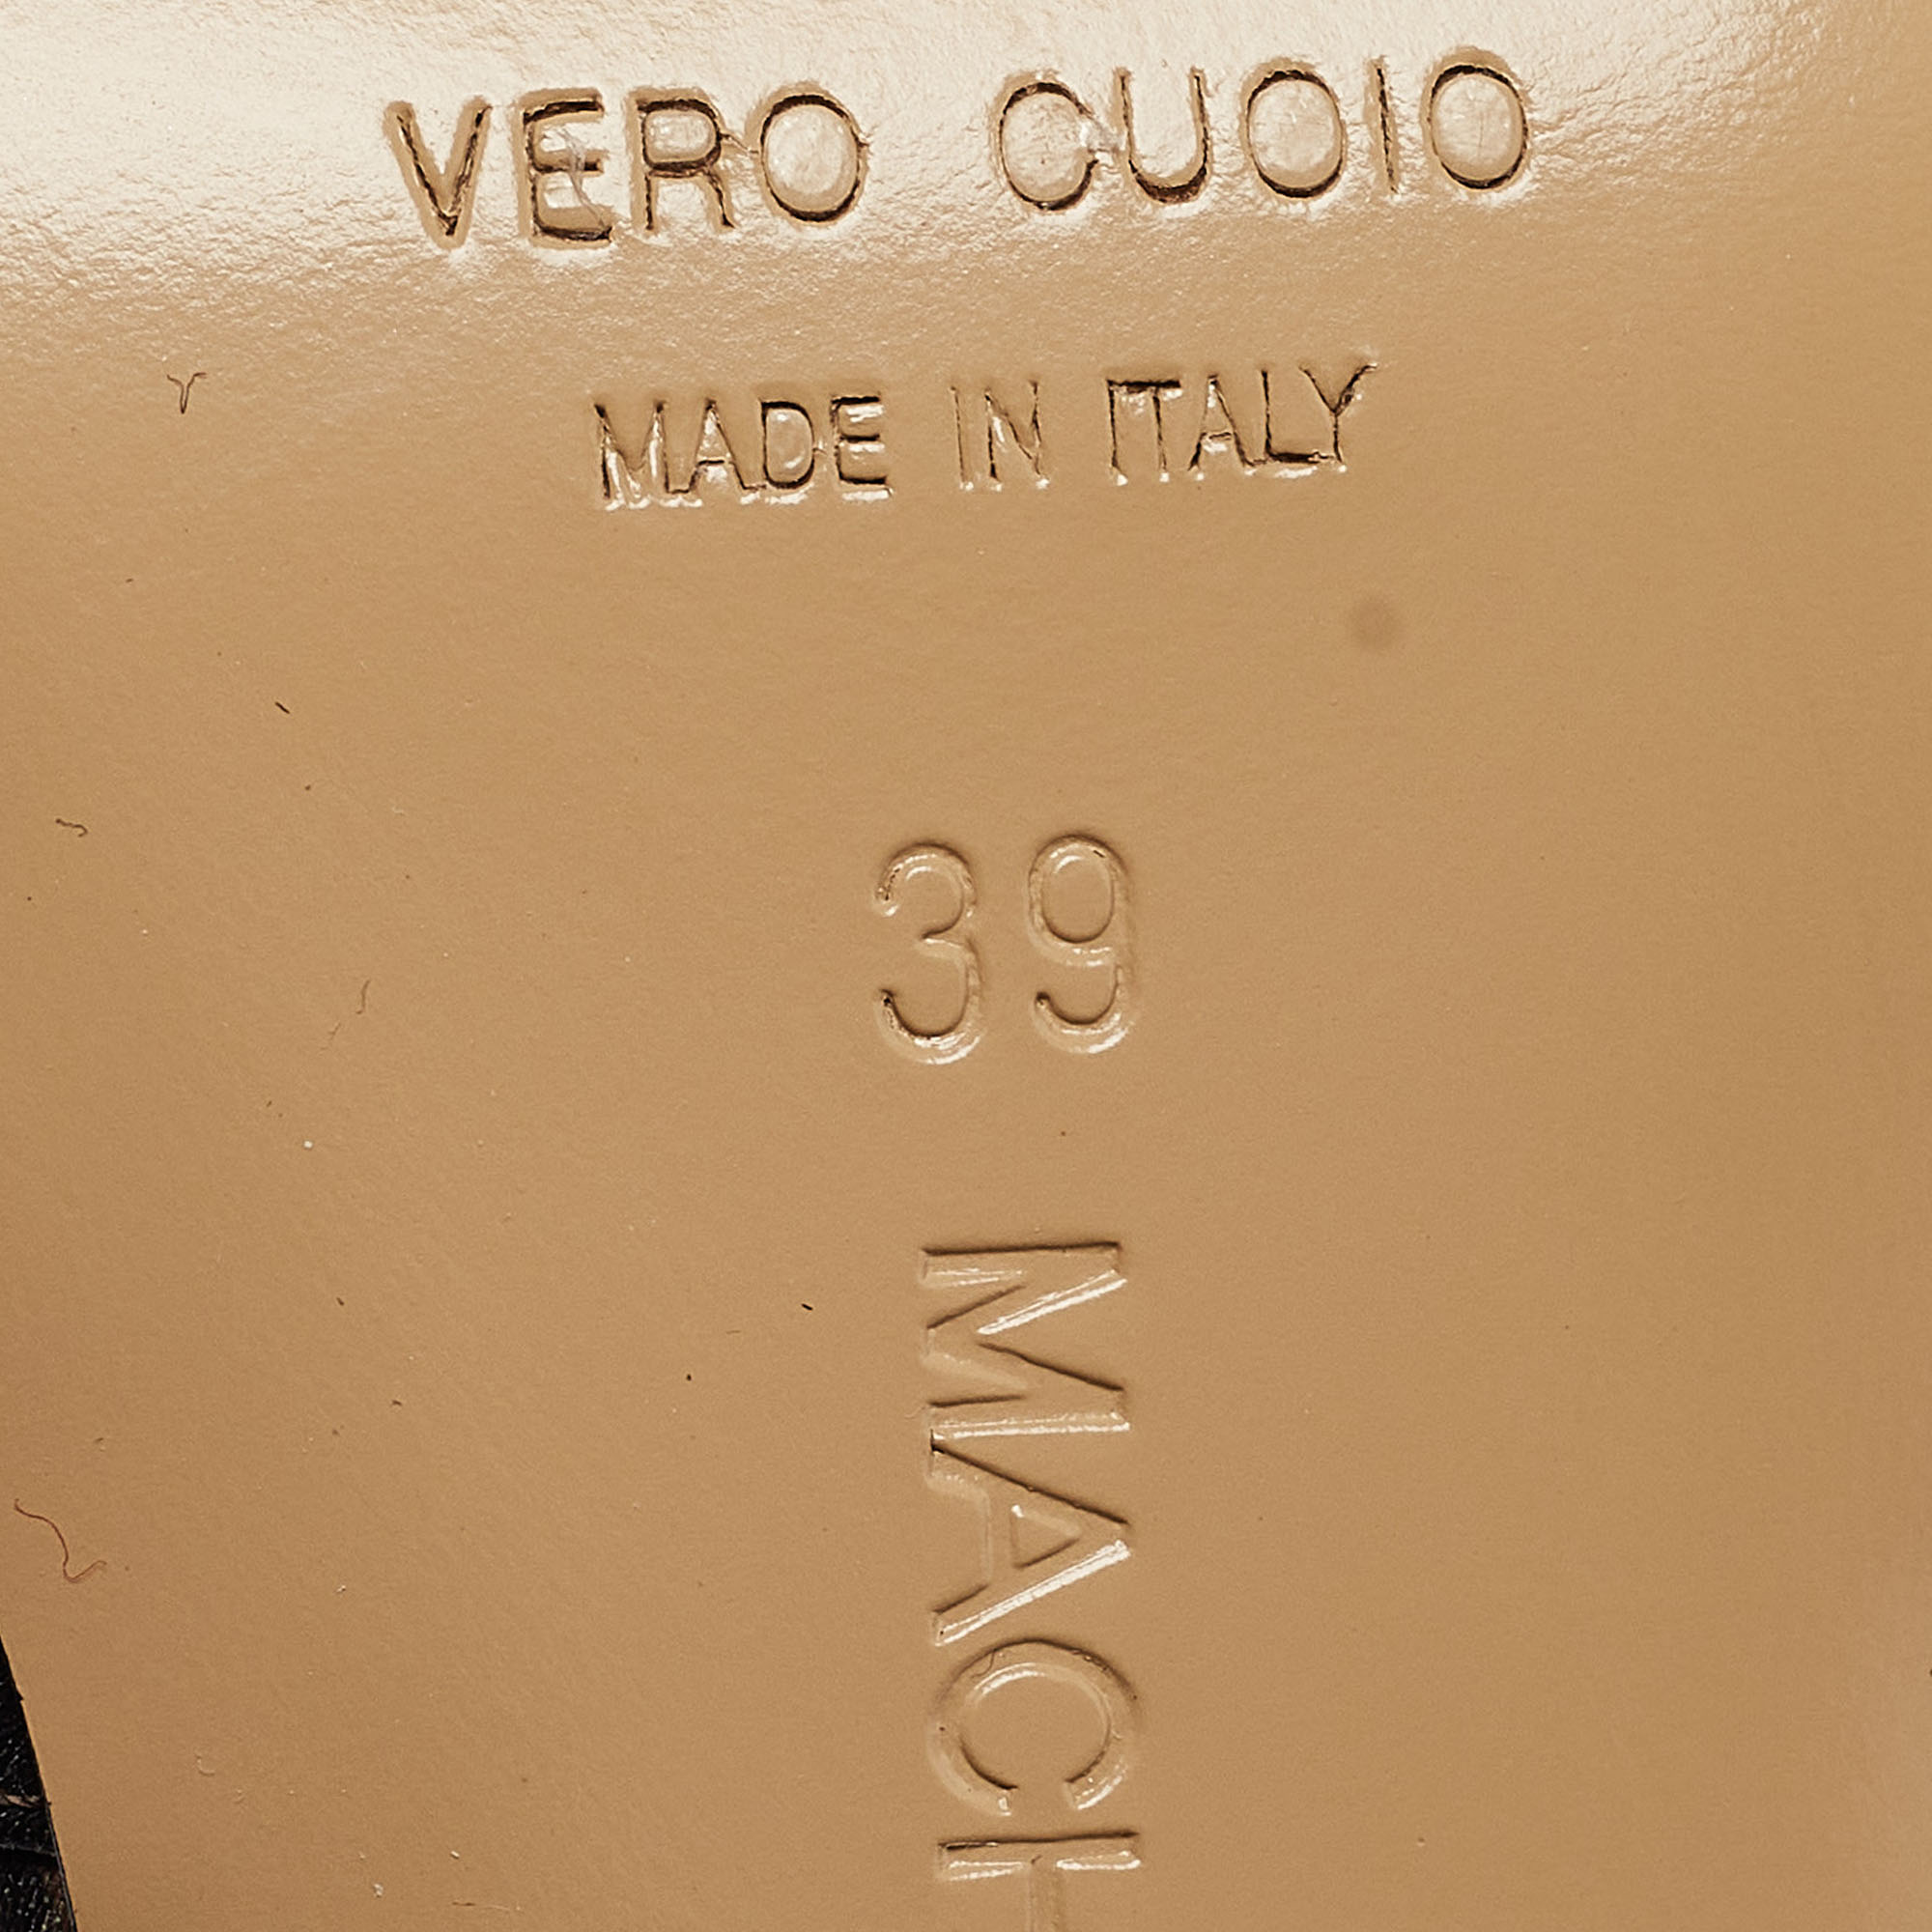 VERO CUOIO
MADE IN ITALY
39
MACH